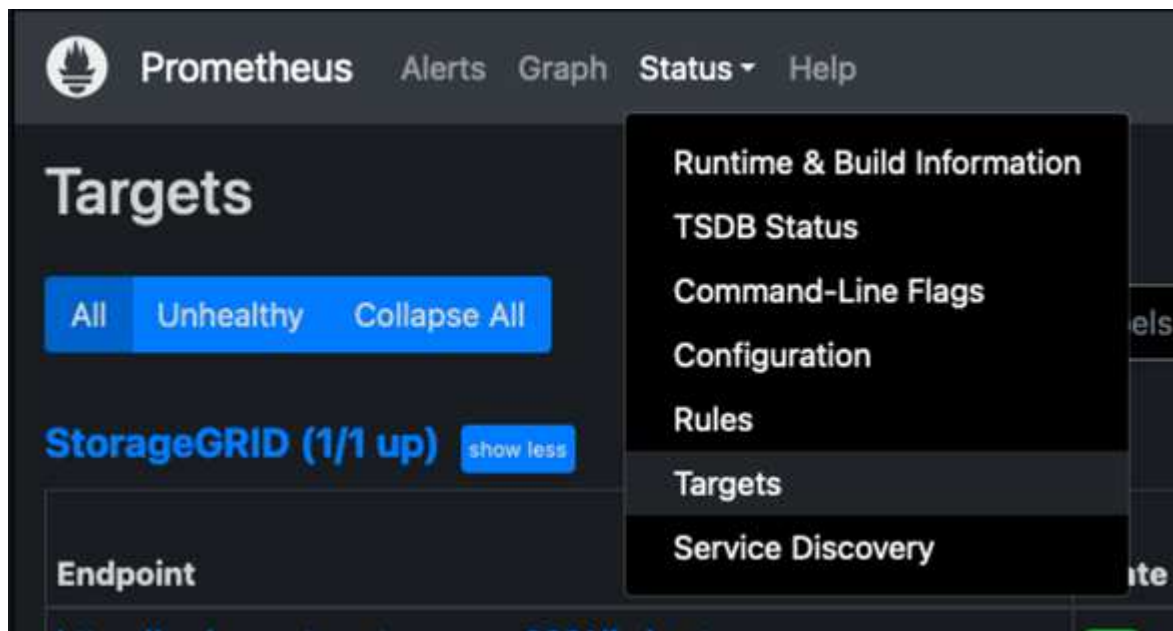 Prometheus Alerts Graph Status Help
Runtime & Build Information
Targets
TSDB Status
Command-Line Flags
All Unhealthy Collapse All
Configuration
Rules
StorageGRID (1/1 up) show less
Targets
Service Discovery
Endpoint